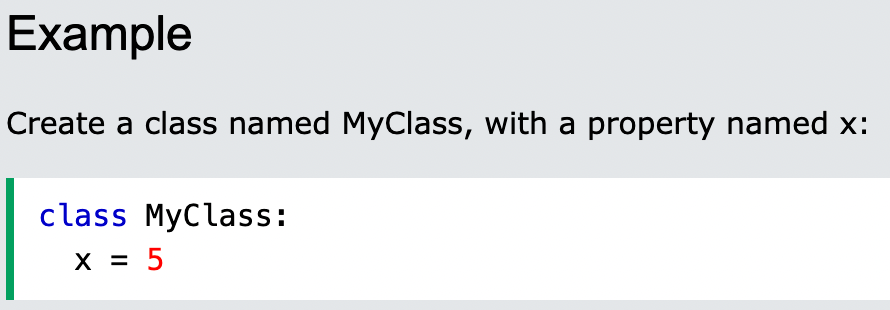 Example
Create a class named MyClass, with a property named x:
class MyClass:
  x = 5